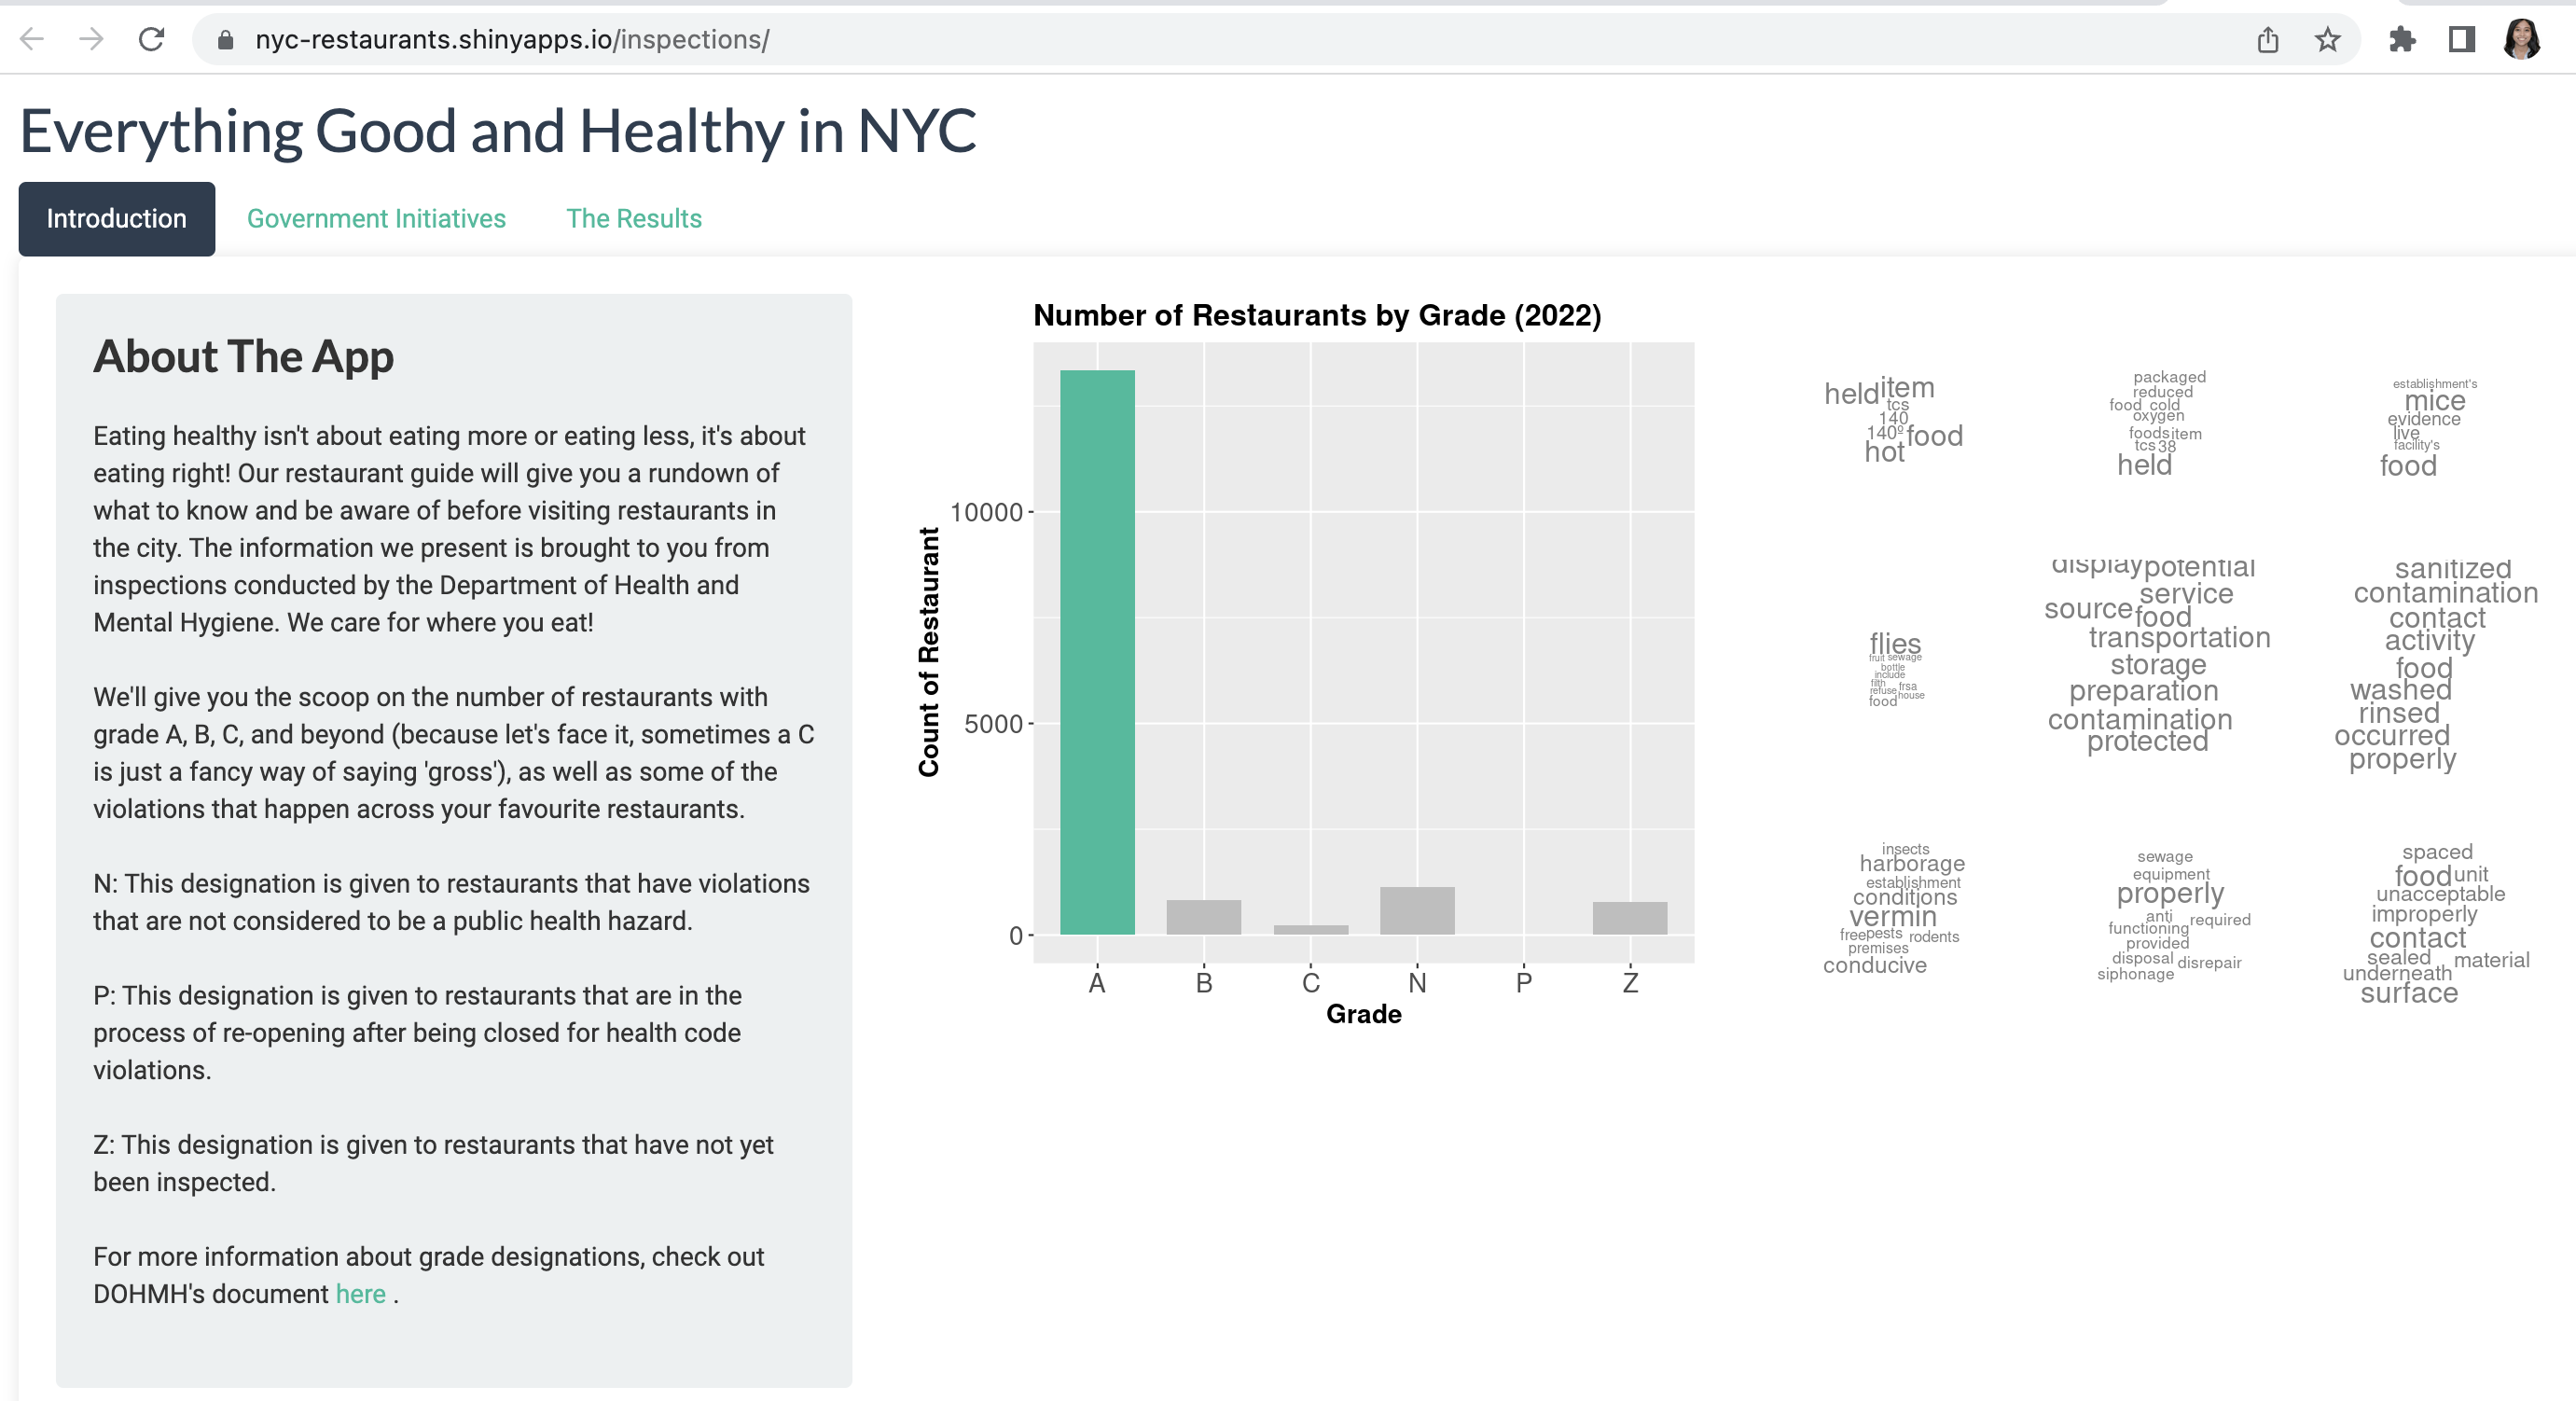 nyc-restaurants.shinyapps.io/inspections/
Everything Good and Healthy in NYC
Introduction
Government Initiatives
The Results
About The App
Eating healthy isn't about eating more or eating less, it's about
eating right! Our restaurant guide will give you a rundown of
what to know and be aware of before visiting restaurants in
the city. The information we present is brought to you from
inspections conducted by the Department of Health and
Mental Hygiene. We care for where you eat!
We'll give you the scoop on the number of restaurants with
grade A, B, C, and beyond (because let's face it, sometimes a C
is just a fancy way of saying 'gross'), as well as some of the
violations that happen across your favourite restaurants.
N: This designation is given to restaurants that have violations
that are not considered to be a public health hazard.
P: This designation is given to restaurants that are in the
process of re-opening after being closed for health code
violations.
Z: This designation is given to restaurants that have not yet
been inspected.
For more information about grade designations, check out
DOHMH's document here .
Number of Restaurants by Grade (2022)
Count of Restaurant
10000
5000
0
A B C N P Z
Grade
held item
tcs
140
140º food
hot
packaged
reduced
food cold
oxygen
foods item
tcs 38
held
establishment's
mice
evidence
live
facility's
food
flies
fruit sewage
bottle
include
filth
refuse frsa
food house
display potential
service
source food
transportation
storage
preparation
contamination
protected
sanitized
contamination
contact
activity
food
washed
rinsed
occurred
properly
insects
harborage
establishment
conditions
vermin
free pests rodents
premises
conducive
sewage
equipment
properly
anti required
functioning
provided
disposal disrepair
siphonage
spaced
food unit
unacceptable
improperly
contact
sealed material
underneath
surface